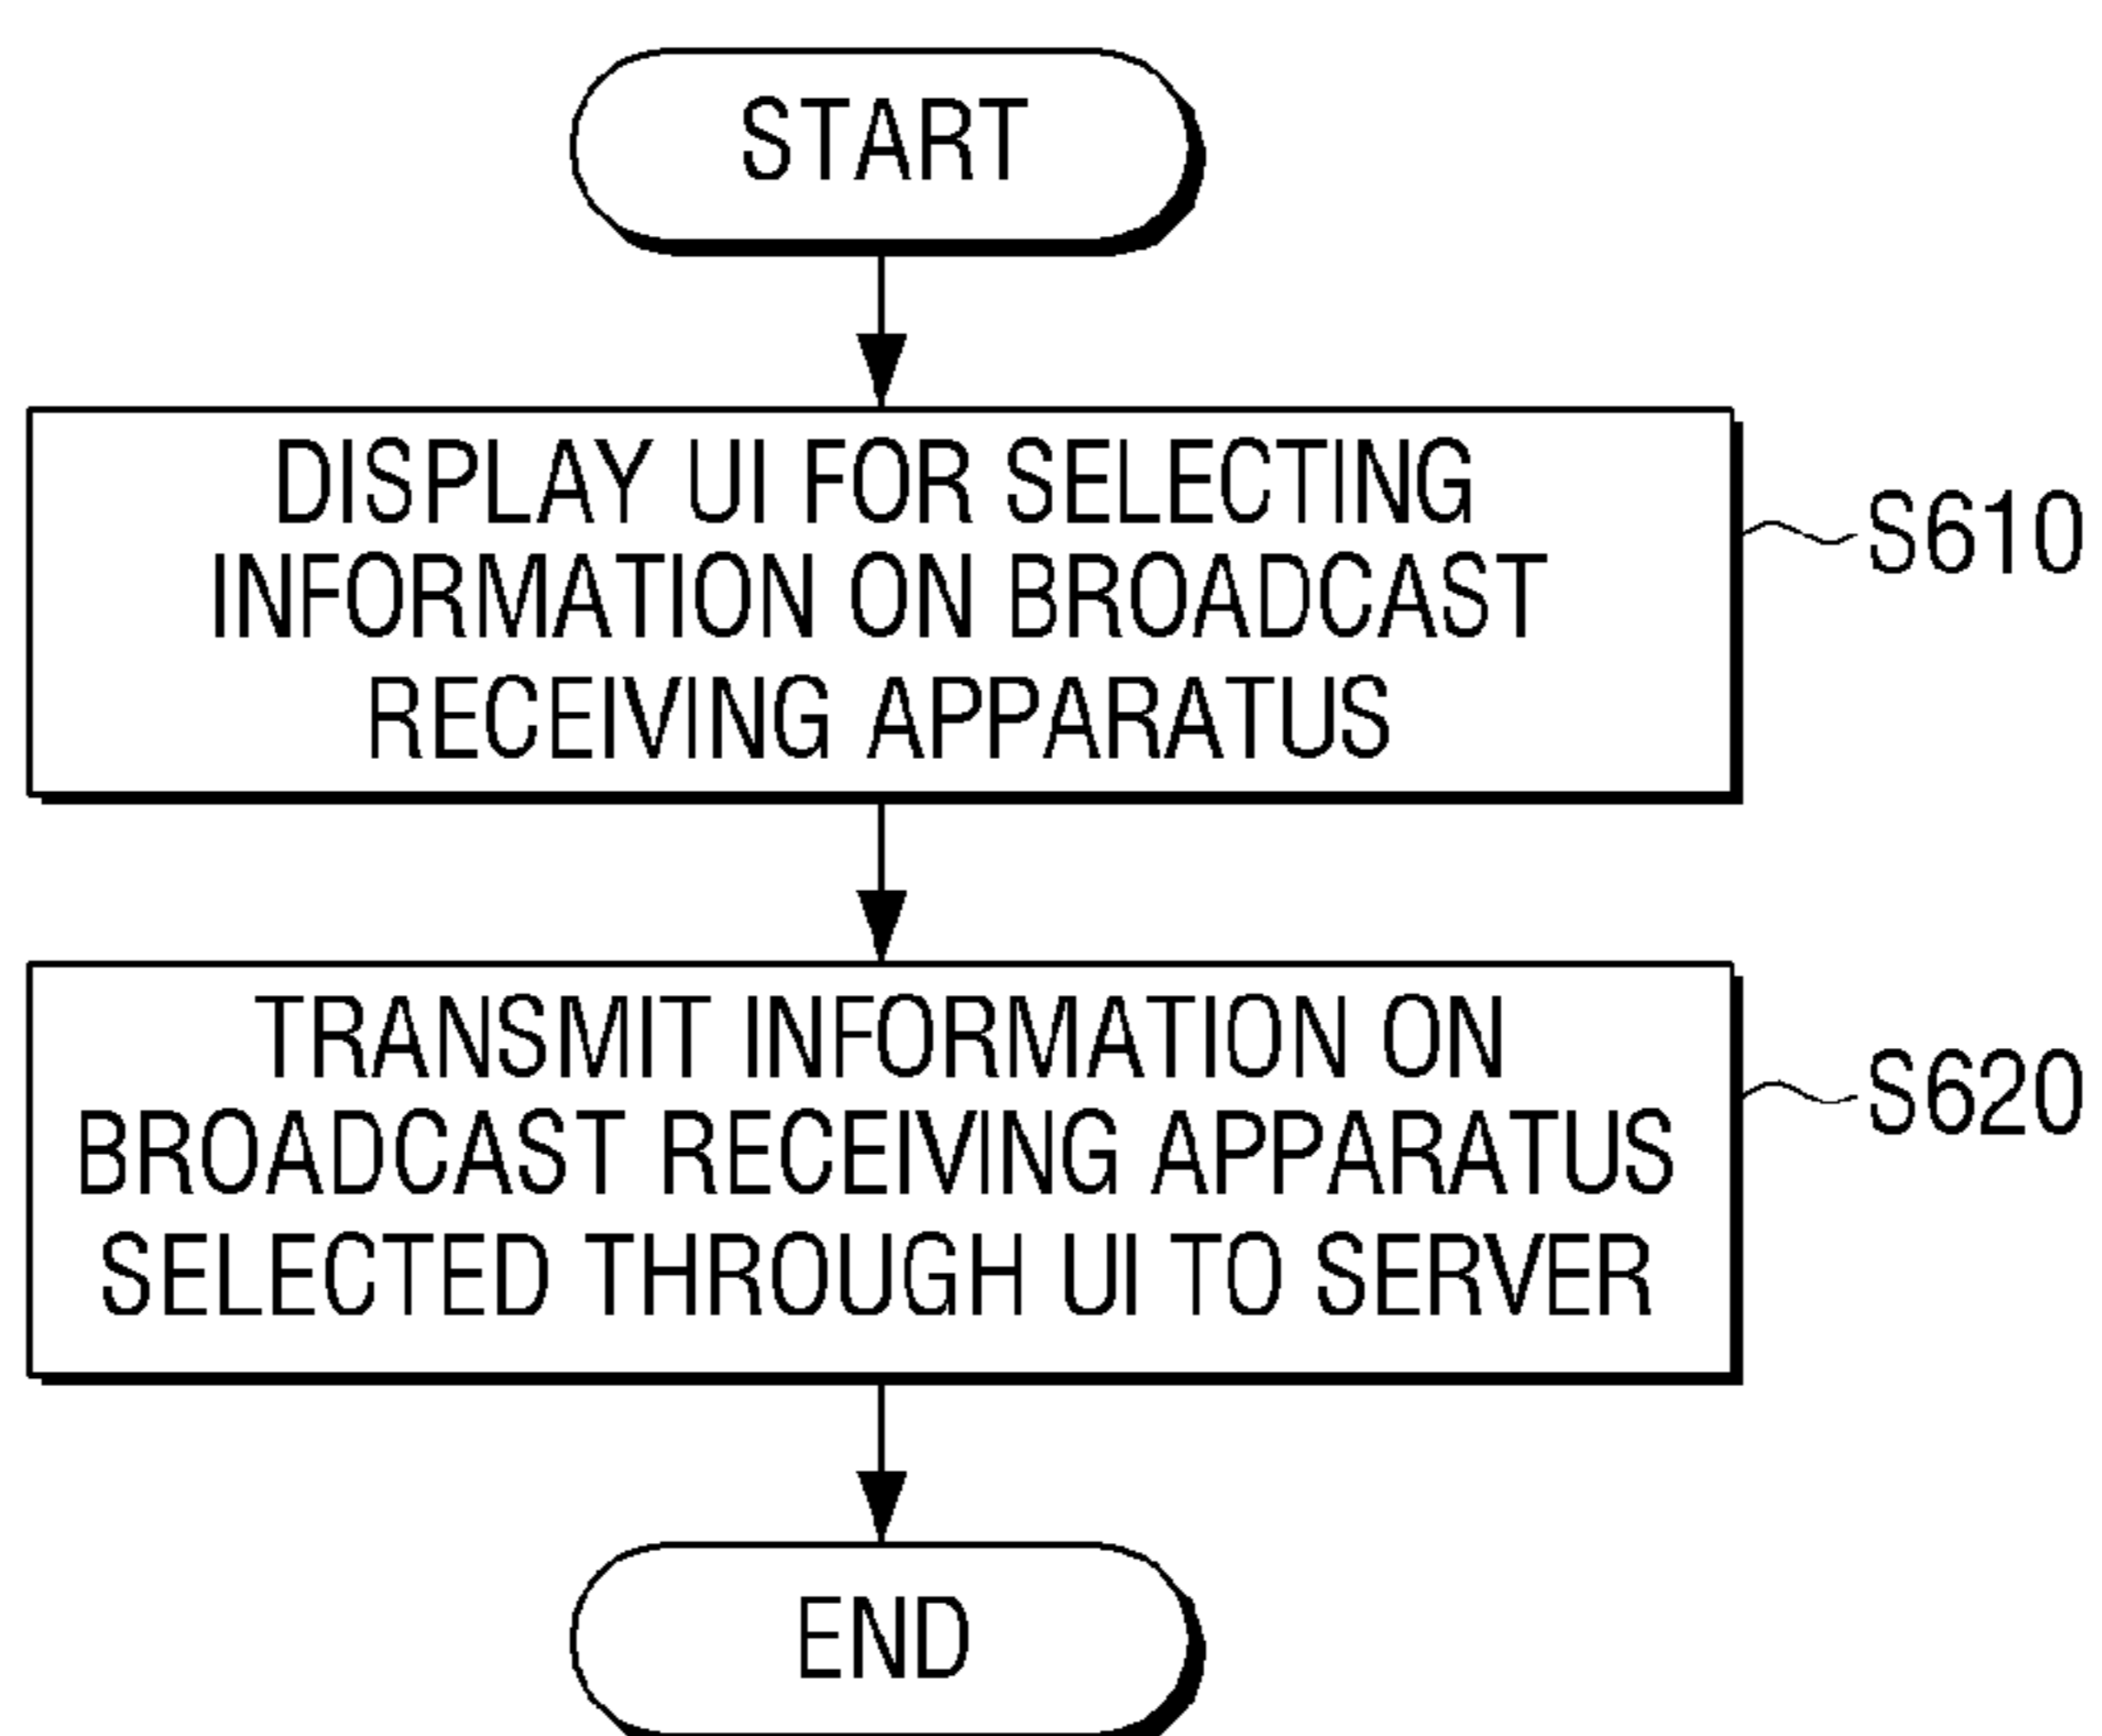 START
DISPLAY UI FOR SELECTING
INFORMATION ON BROADCAST
RECEIVING APPARATUS
S610
TRANSMIT INFORMATION ON
BROADCAST RECEIVING APPARATUS
SELECTED THROUGH UI TO SERVER
S620
END